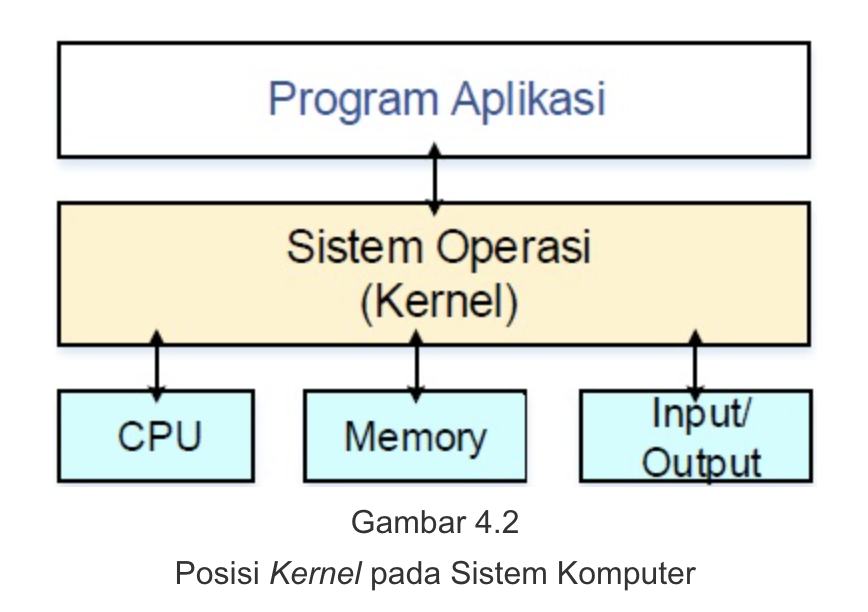 Program Aplikasi
Sistem Operasi
(Kernel)
CPU
Memory
Input/
Output
Gambar 4.2
Posisi Kernel pada Sistem Komputer